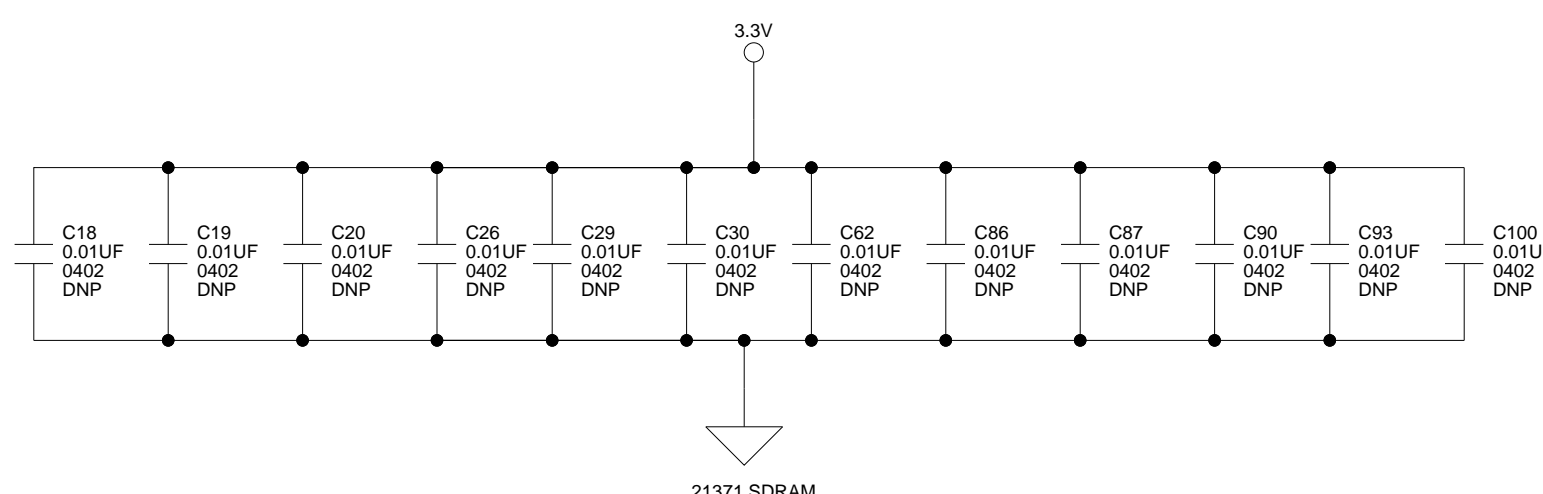 3.3V
C18
0.01UF
0402
DNP
C19
0.01UF
0402
DNP
C20
0.01UF
0402
DNP
C26
0.01UF
0402
DNP
C29
0.01UF
0402
DNP
C30
0.01UF
0402
DNP
C62
0.01UF
0402
DNP
C86
0.01UF
0402
DNP
C87
0.01UF
0402
DNP
C90
0.01UF
0402
DNP
C93
0.01UF
0402
DNP
C100
0.01U
0402
DNP
21371 SDRAM